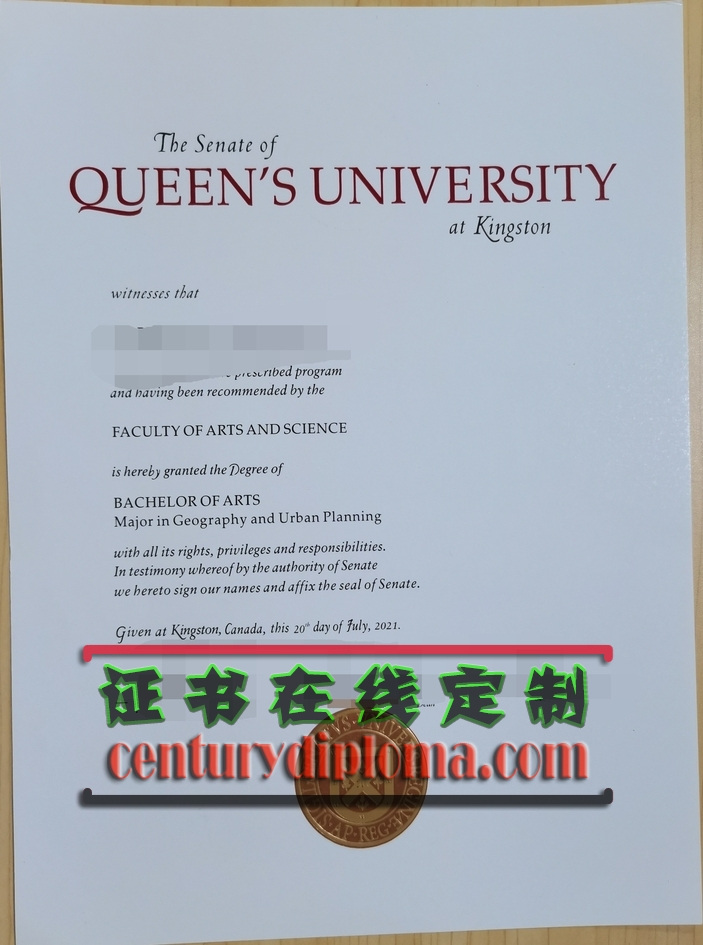 The Senate of
QUEEN'S UNIVERSITY
at Kingston
witnesses that
prescribed program
and having been recommended by the
FACULTY OF ARTS AND SCIENCE
is hereby granted the Degree of
BACHELOR OF ARTS
Major in Geography and Urban Planning
with all its rights, privileges and responsibilities.
In testimony whereof by the authority of Senate
we hereto sign our names and affix the seal of Senate.
Given at Kingston, Canada, this 20th day of July, 2021.
证书在线定制
centurydiploma.com
AP·REG